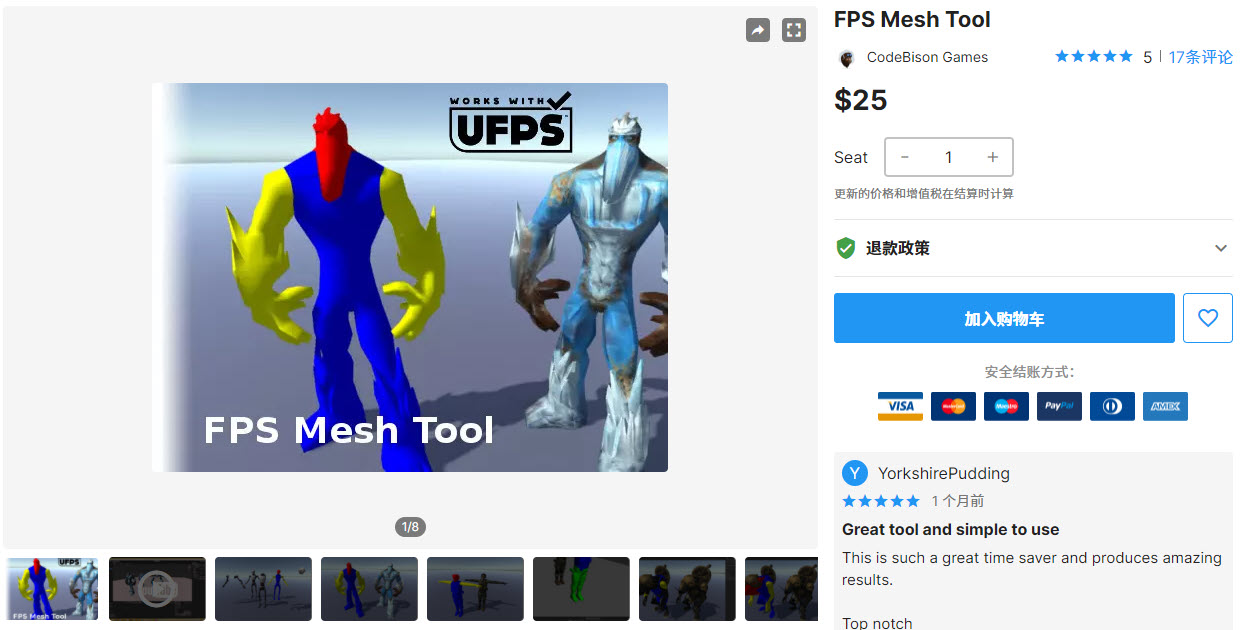 FPS Mesh Tool
CodeBison Games
5 | 17条评论
$25
Seat - 1 +
更新的价格和增值税在结算时计算
退款政策
加入购物车
安全结账方式:
VISA MasterCard Maestro PayPal AMEX
Y YorkshirePudding
1 个月前
Great tool and simple to use
This is such a great time saver and produces amazing
results.
Top notch
WORKS WITH
UFPS
FPS Mesh Tool
1/8
UFPS
FPS Mesh Tool